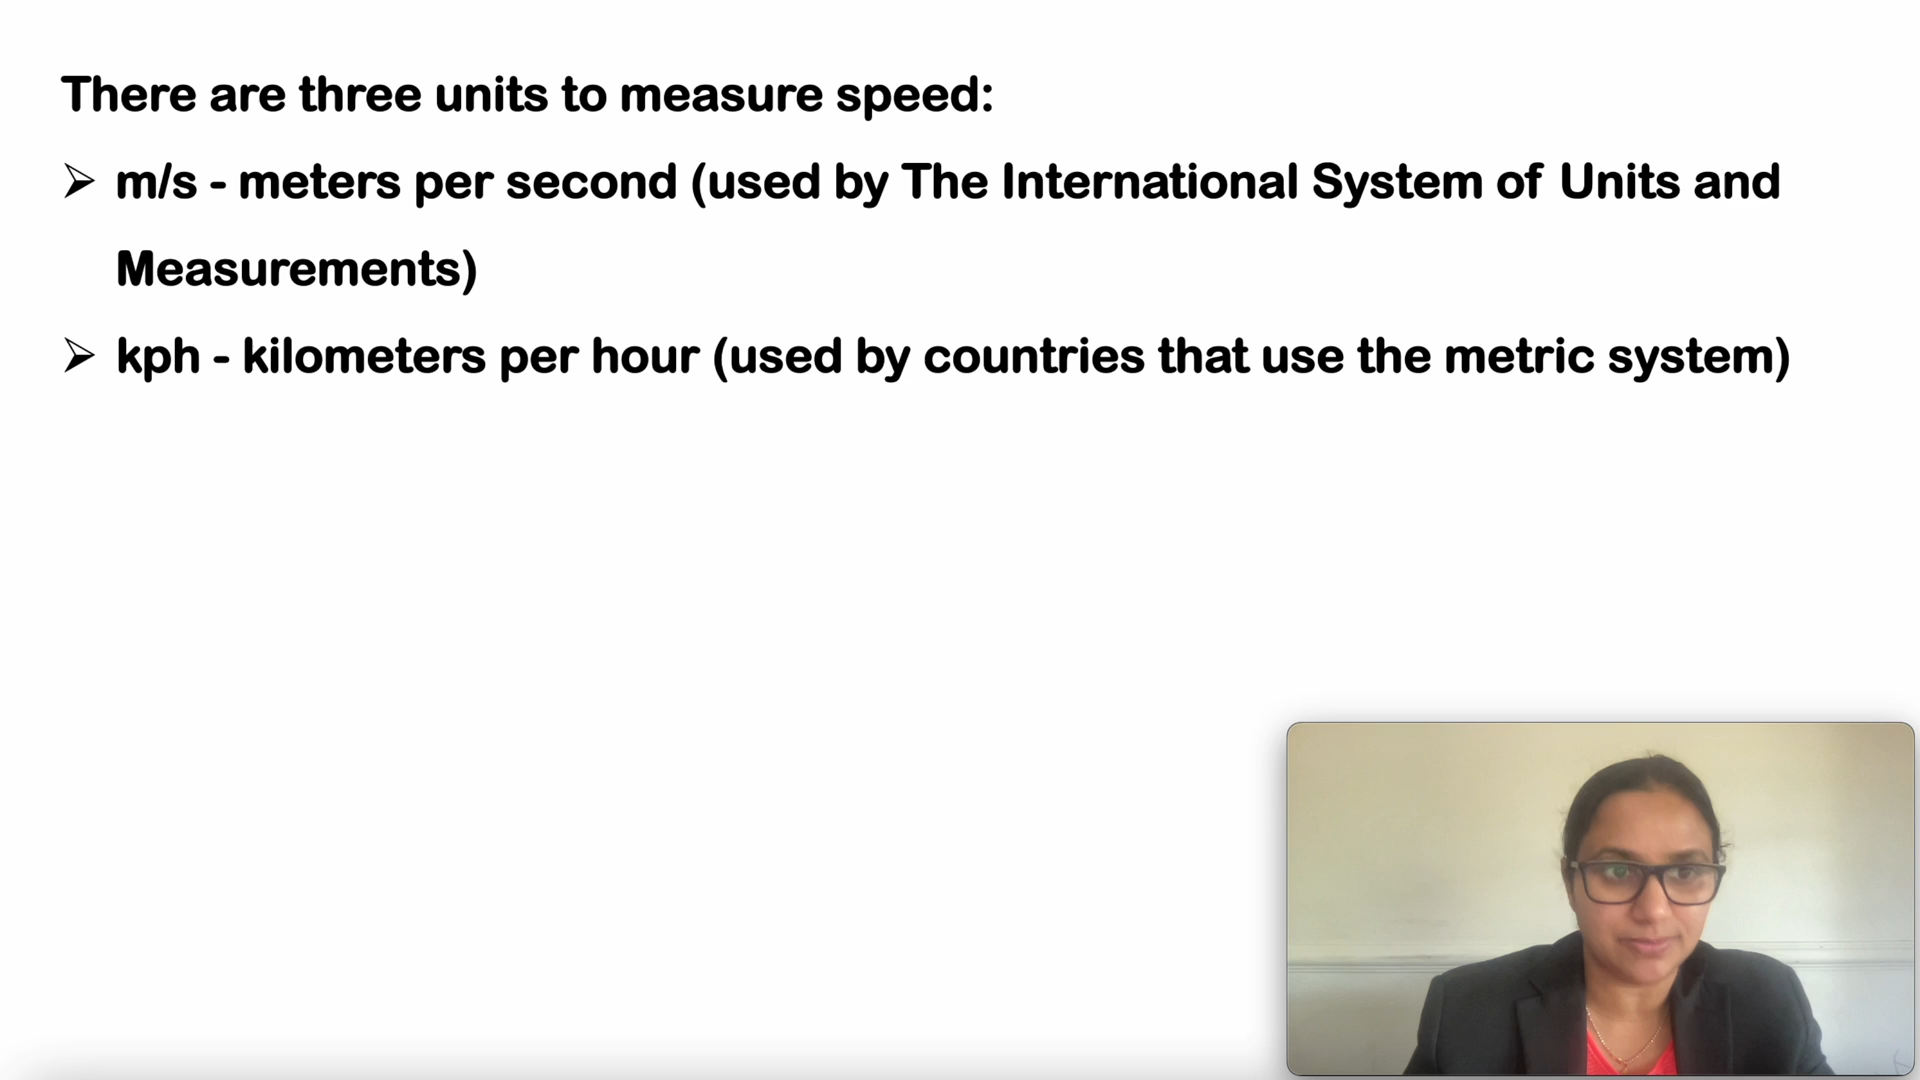 There are three units to measure speed:
➢ m/s - meters per second (used by The International System of Units and
Measurements)
➢ kph - kilometers per hour (used by countries that use the metric system)